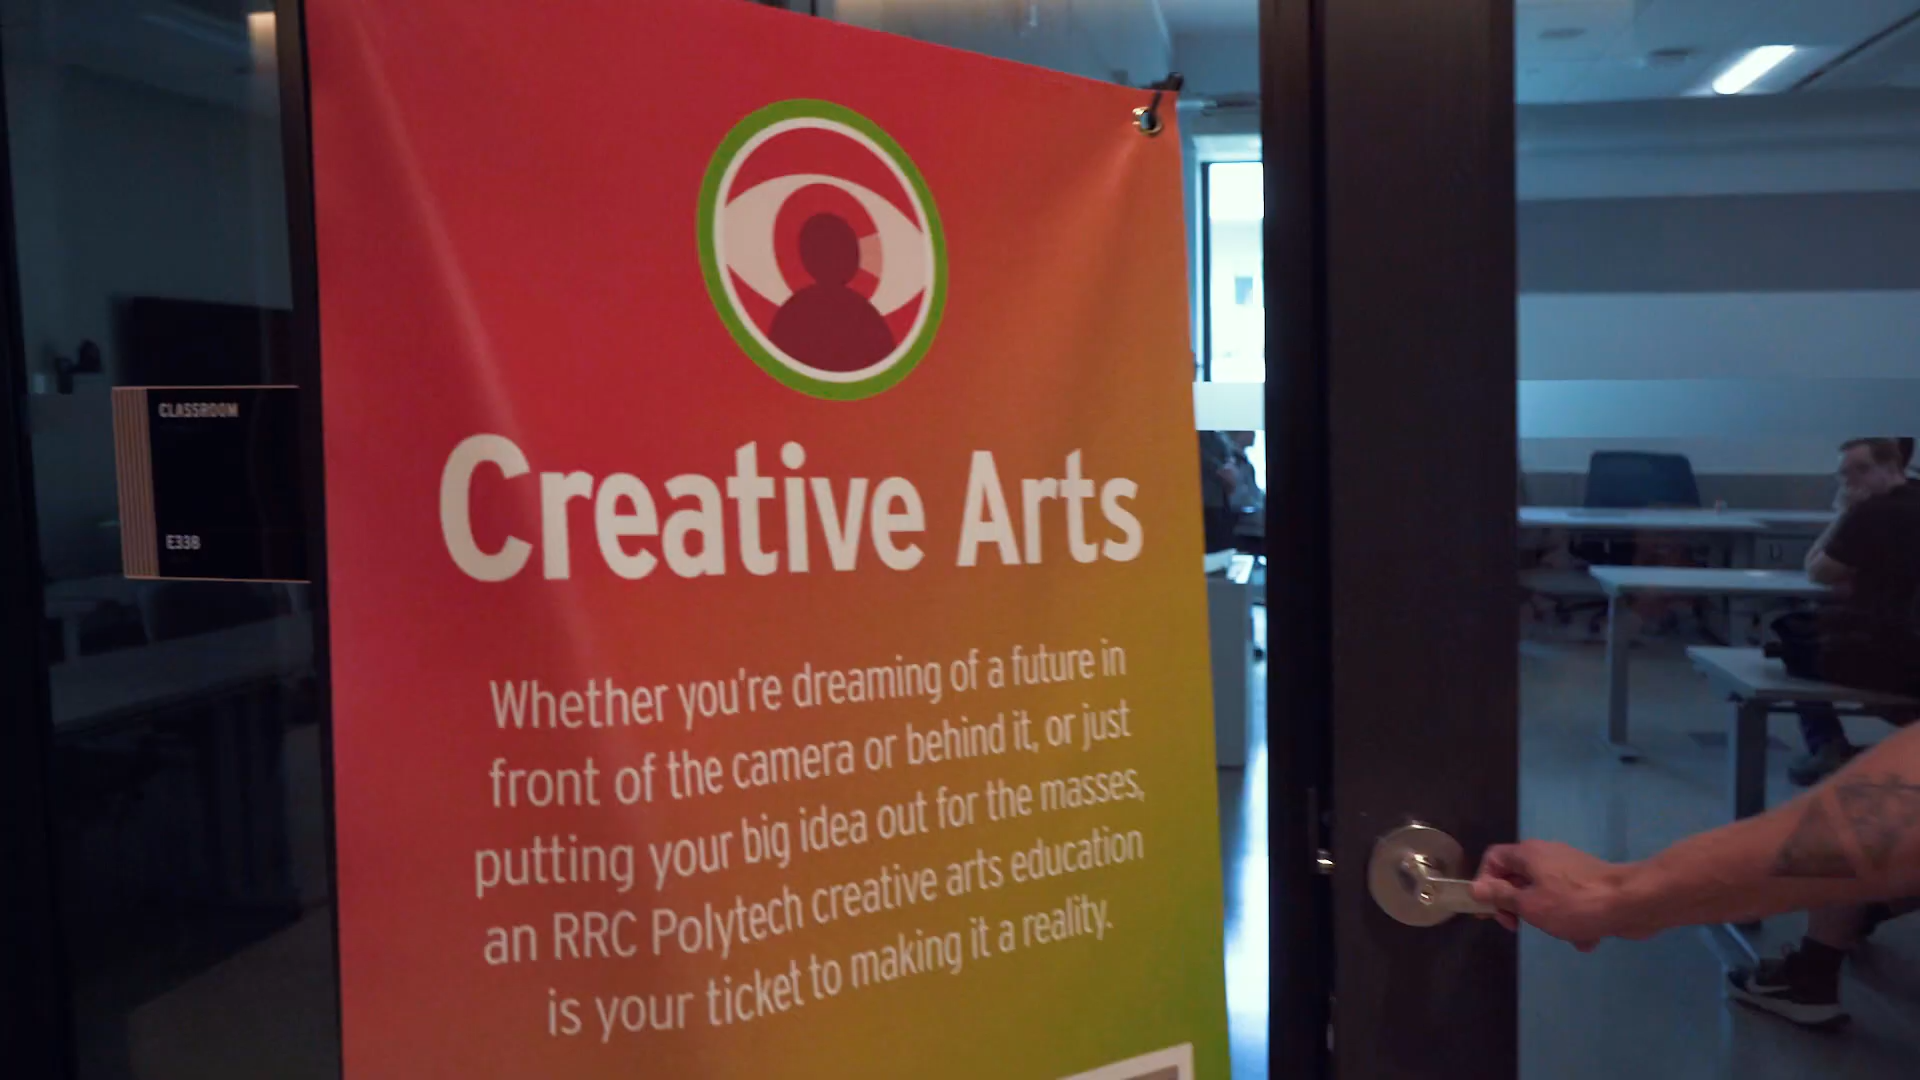 CLASSROOM
E33B
Creative Arts
Whether you're dreaming of a future in
front of the camera or behind it, or just
putting your big idea out for the masses,
an RRC Polytech creative arts education
is your ticket to making it a reality.